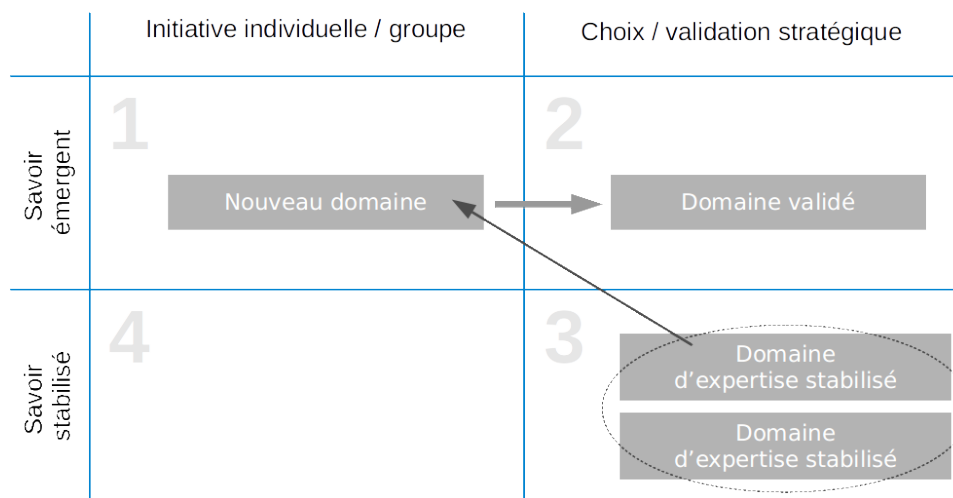 Initiative individuelle / groupe
Choix / validation stratégique
Savoir
émergent
1
2
Nouveau domaine
Domaine validé
Savoir
stabilisé
4
3
Domaine
d’expertise stabilisé
Domaine
d’expertise stabilisé